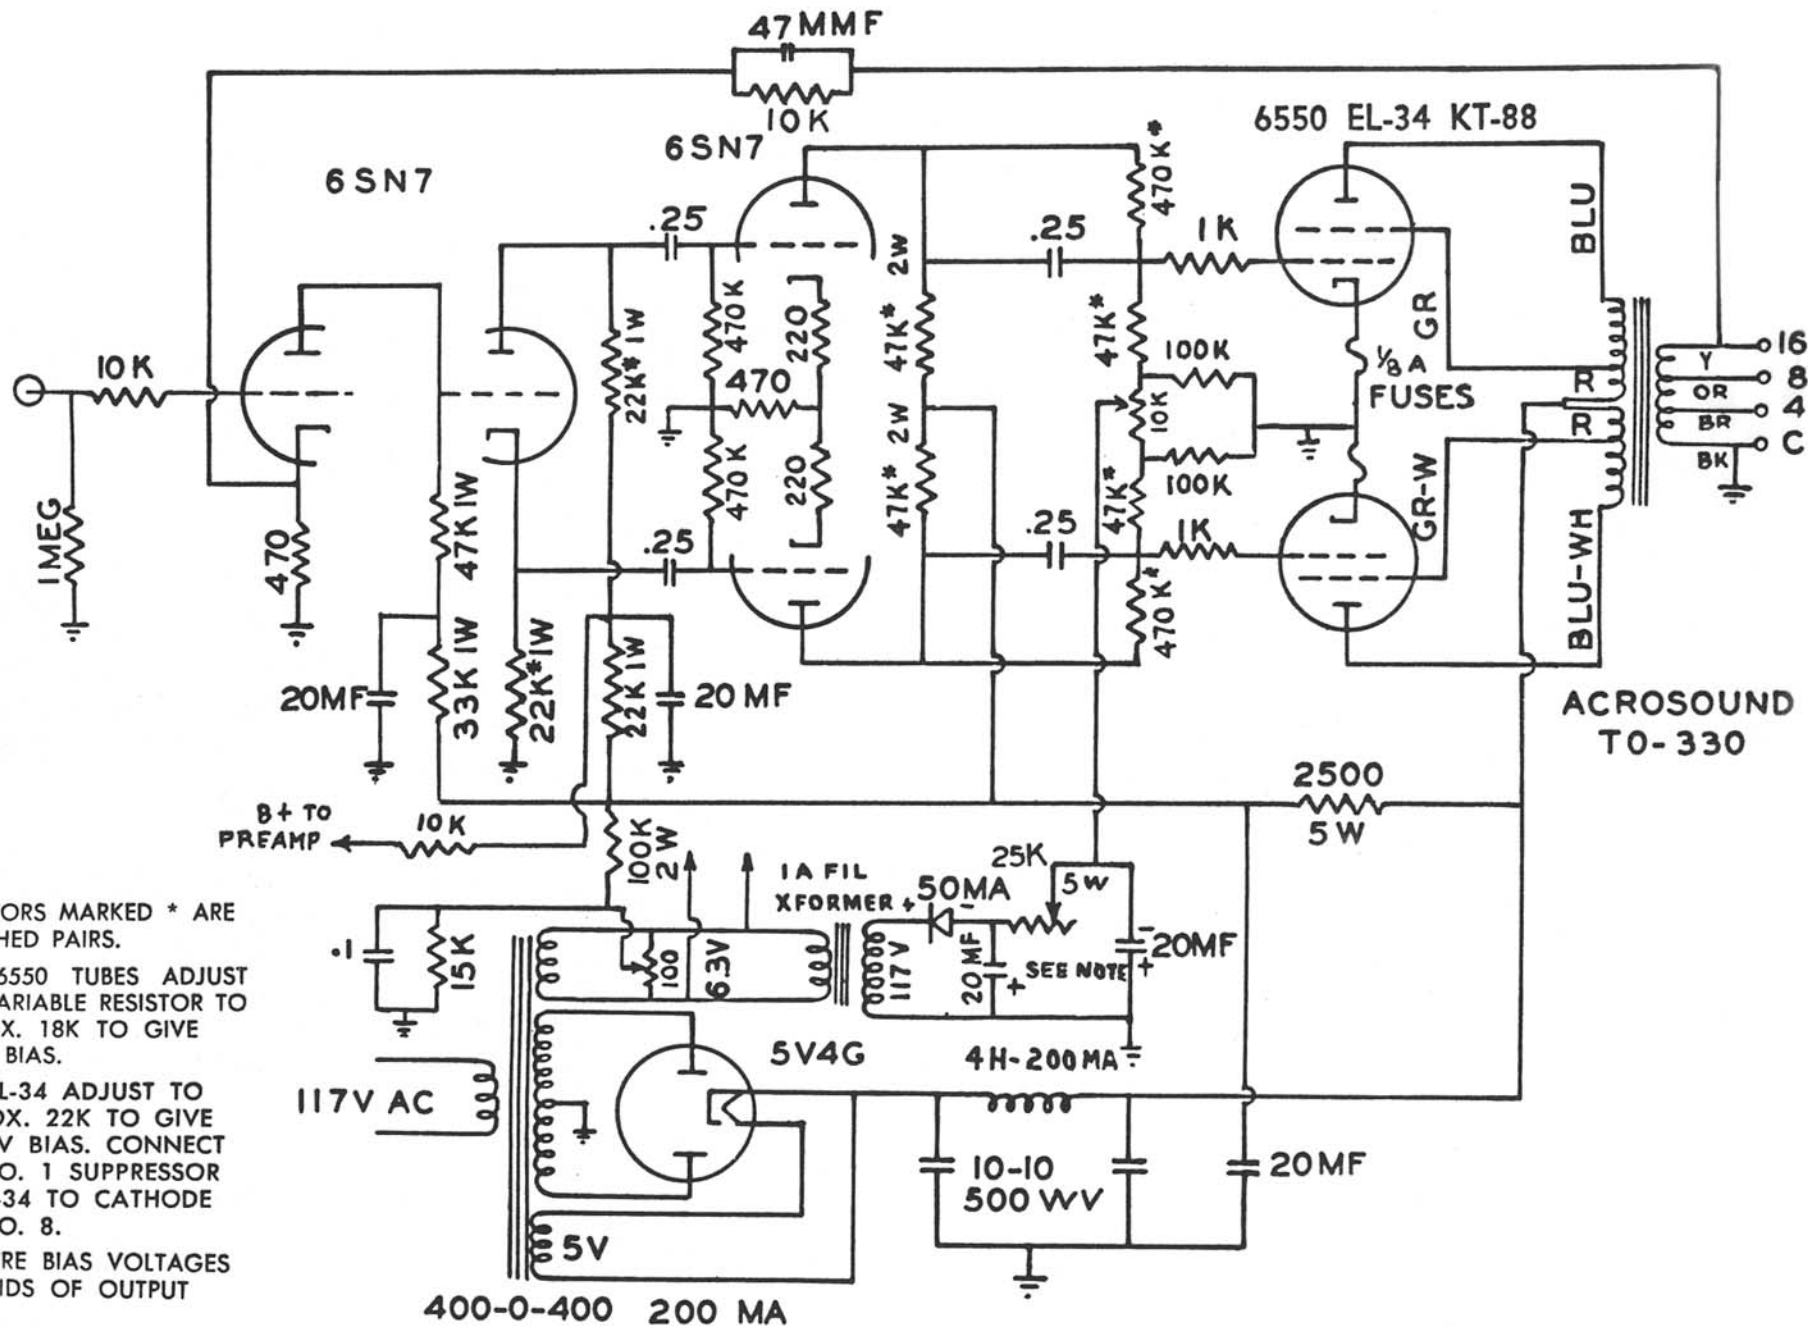 47 MMF
10K
6SN7
6SN7
6550 EL-34 KT-88
.25
.25
1K
470K*
BLU
2W
10K
22K* 1W
470K
220
47K*
47K*
GR
1/8 A
FUSES
100K
470
10K
R
R
16
Y
8
OR
4
BR
C
BK
2W
470K
220
47K*
47K*
100K
GR-W
1MEG
470
47K 1W
.25
.25
1K
470K*
BLU-WH
20MF
33K 1W
22K* 1W
22K 1W
20 MF
ACROSOUND
TO-330
2500
5W
B+ TO
PREAMP
10K
100K
2W
1A FIL
XFORMER
+
50MA
-
25K
5W
ORS MARKED * ARE
HED PAIRS.
6550 TUBES ADJUST
ARIABLE RESISTOR TO
X. 18K TO GIVE
BIAS.
L-34 ADJUST TO
OX. 22K TO GIVE
V BIAS. CONNECT
O. 1 SUPPRESSOR
-34 TO CATHODE
O. 8.
RE BIAS VOLTAGES
IDS OF OUTPUT
.1
15K
100
6.3V
117V
20MF
+
SEE NOTE
-
20MF
+
117V AC
5V4G
4H-200MA
10-10
500 WV
20MF
5V
400-0-400 200 MA